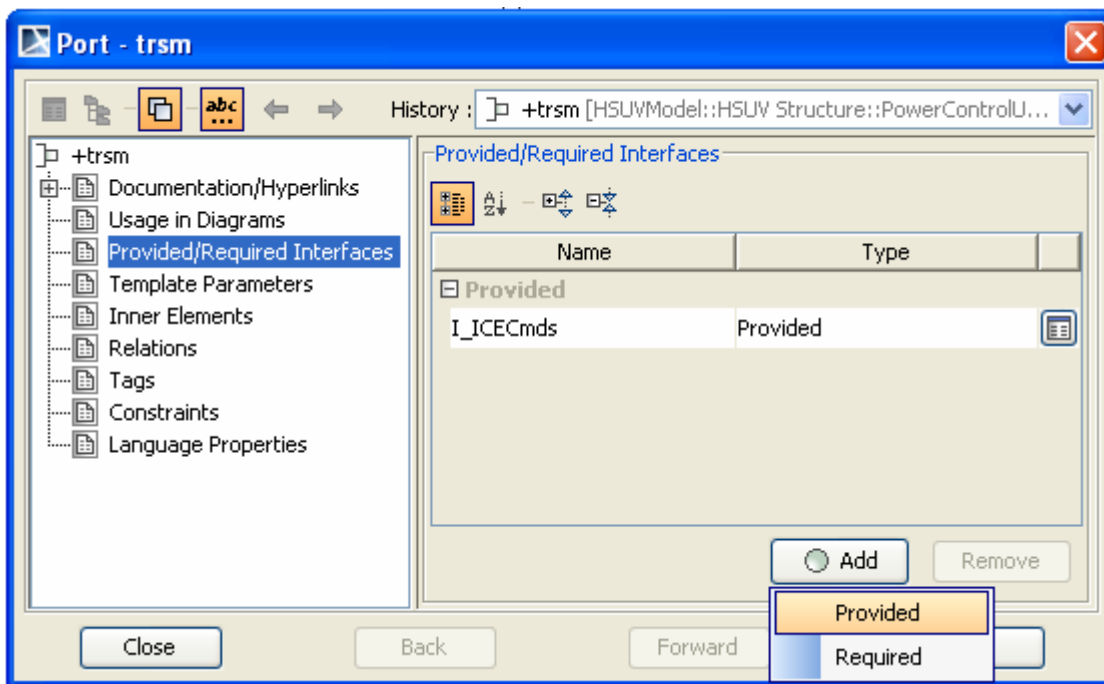 Port - trsm
abc
History : +trsm [HSUVModel::HSUV Structure::PowerControlU...
+trsm
Documentation/Hyperlinks
Usage in Diagrams
Provided/Required Interfaces
Template Parameters
Inner Elements
Relations
Tags
Constraints
Language Properties
Provided/Required Interfaces
A
Z
Name Type
Provided
I_ICECmds Provided
Add Remove
Provided
Required
Close Back Forward